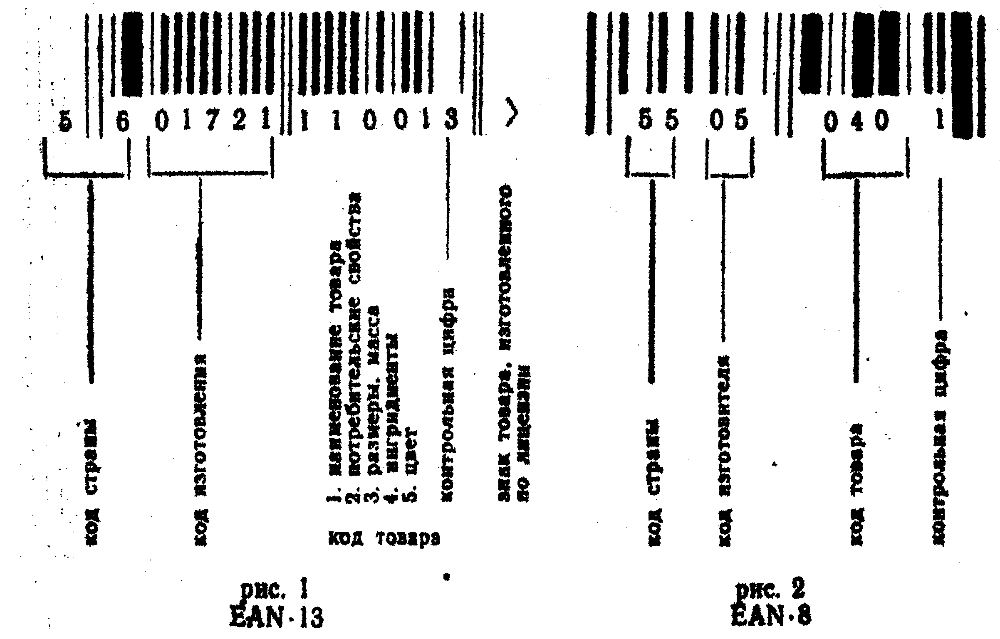 5 6 01721 110013 >
код страны
код изготовления
1. наименование товара
2. потребительские свойства
3. размеры, масса
4. ингридиенты
5. цвет
код товара
контрольная цифра
знак товара, изготовленного
по лицензии
рис. 1
EAN-13
55 05 040 1
код страны
код изготовителя
код товара
контрольная цифра
рис. 2
EAN-8